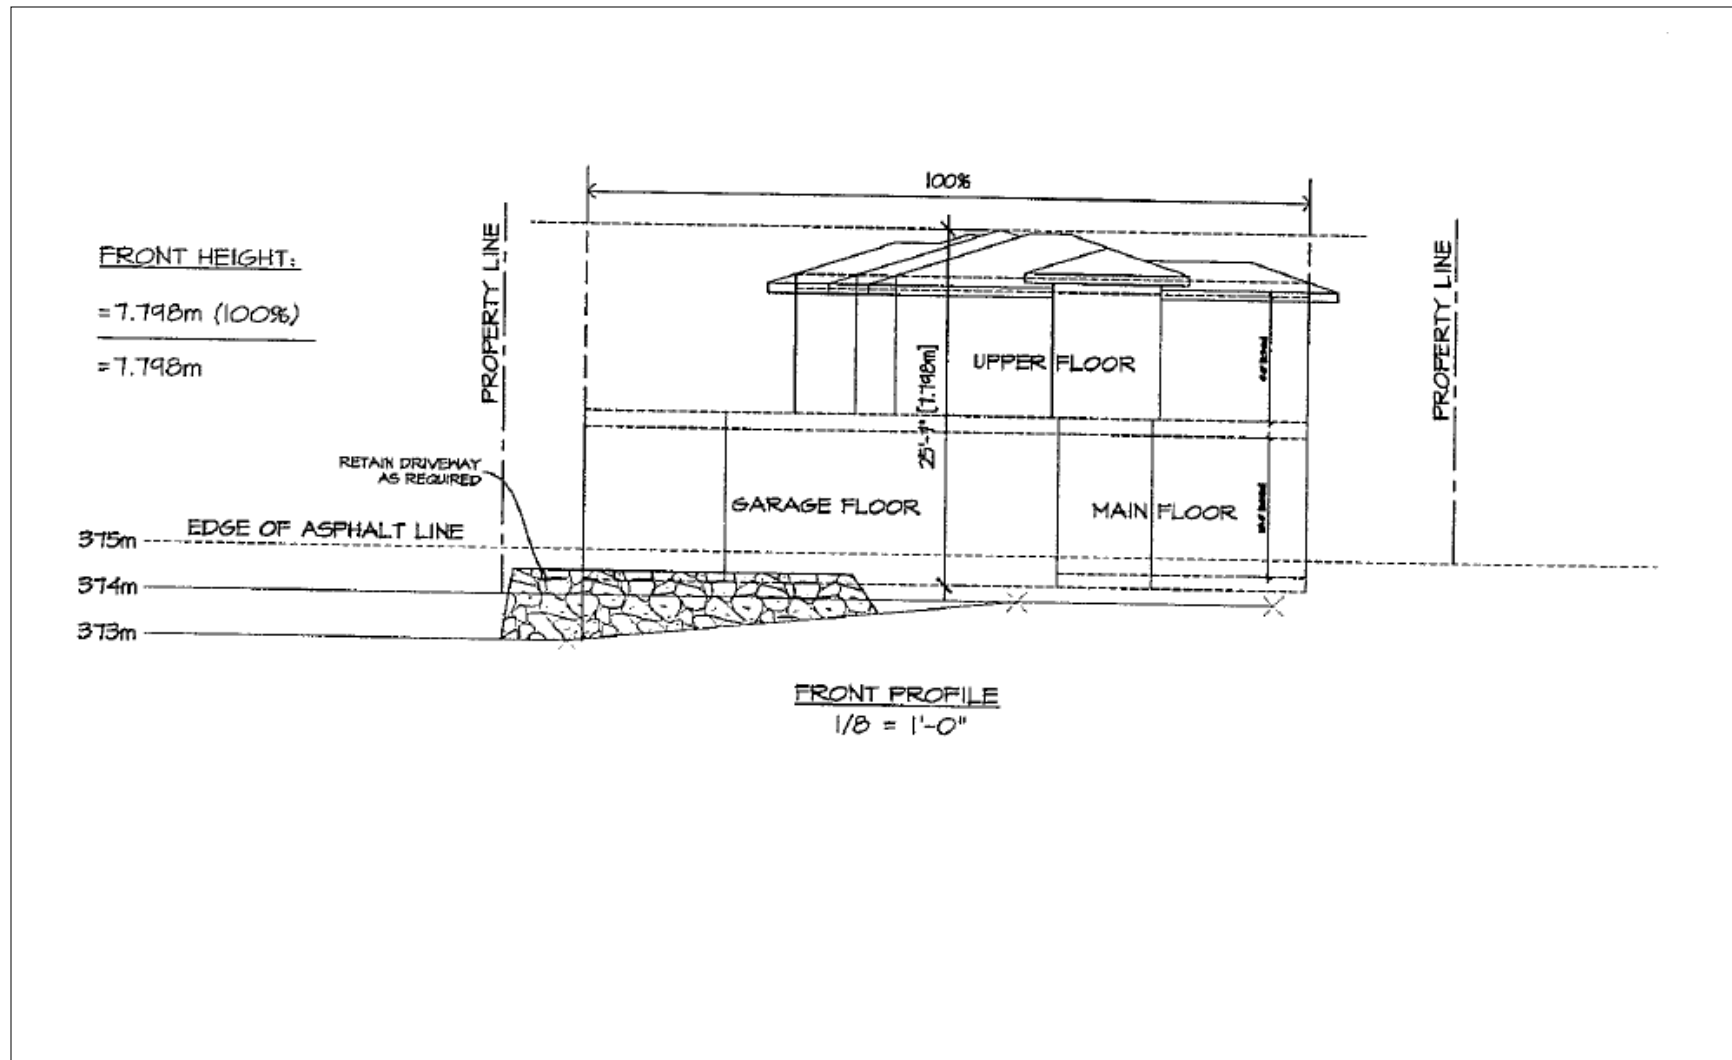 100%
FRONT HEIGHT:
=7.798m (100%)
=7.798m
PROPERTY LINE
PROPERTY LINE
UPPER FLOOR
25'-7" [7.798m]
RETAIN DRIVEWAY
AS REQUIRED
GARAGE FLOOR
MAIN FLOOR
EDGE OF ASPHALT LINE
375m
374m
373m
FRONT PROFILE
1/8 = 1'-0"